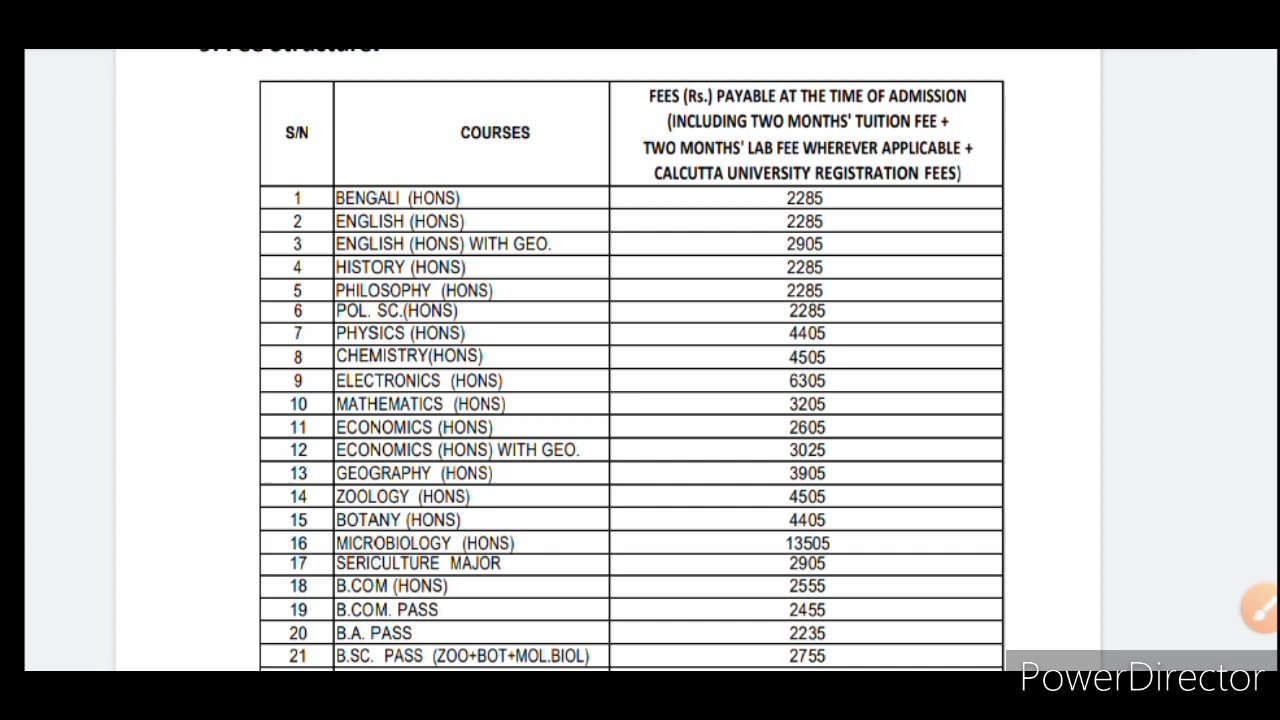 9. Fee Structure:
S/N COURSES FEES (Rs.) PAYABLE AT THE TIME OF ADMISSION
(INCLUDING TWO MONTHS' TUITION FEE +
TWO MONTHS' LAB FEE WHEREVER APPLICABLE +
CALCUTTA UNIVERSITY REGISTRATION FEES)
1 BENGALI (HONS) 2285
2 ENGLISH (HONS) 2285
3 ENGLISH (HONS) WITH GEO. 2905
4 HISTORY (HONS) 2285
5 PHILOSOPHY (HONS) 2285
6 POL. SC.(HONS) 2285
7 PHYSICS (HONS) 4405
8 CHEMISTRY(HONS) 4505
9 ELECTRONICS (HONS) 6305
10 MATHEMATICS (HONS) 3205
11 ECONOMICS (HONS) 2605
12 ECONOMICS (HONS) WITH GEO. 3025
13 GEOGRAPHY (HONS) 3905
14 ZOOLOGY (HONS) 4505
15 BOTANY (HONS) 4405
16 MICROBIOLOGY (HONS) 13505
17 SERICULTURE MAJOR 2905
18 B.COM (HONS) 2555
19 B.COM. PASS 2455
20 B.A. PASS 2235
21 B.SC. PASS (ZOO+BOT+MOL.BIOL) 2755
PowerDirector